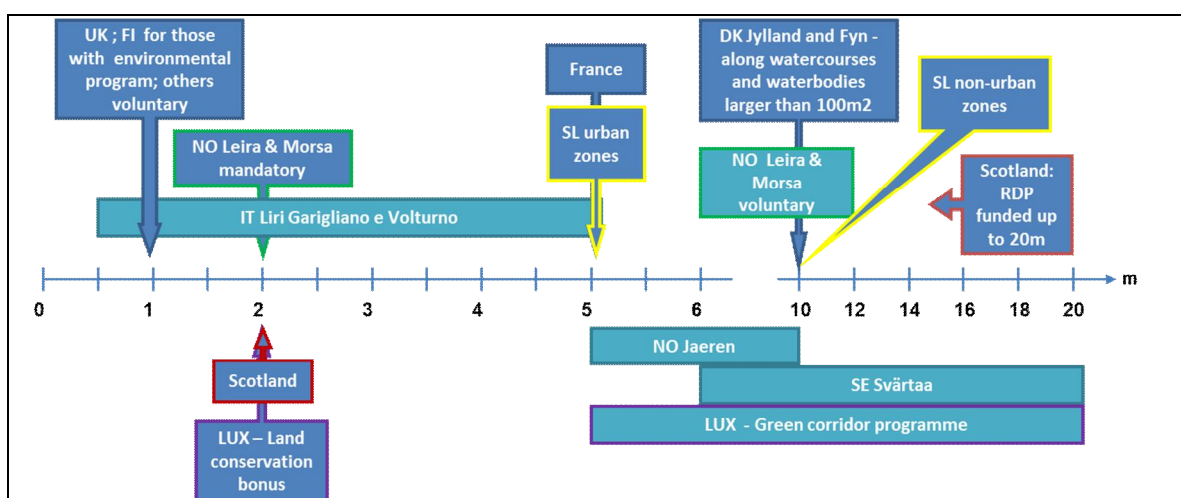 UK ; FI for those
with environmental
program; others
voluntary
NO Leira & Morsa
mandatory
IT Liri Garigliano e Volturno
France
SL urban
zones
DK Jylland and Fyn -
along watercourses
and waterbodies
larger than 100m2
NO Leira &
Morsa
voluntary
SL non-urban
zones
Scotland:
RDP
funded up
to 20m
m
0 1 2 3 4 5 6 10 12 14 16 18 20
NO Jaeren
Scotland
SE Svärtaa
LUX - Green corridor programme
LUX – Land
conservation
bonus